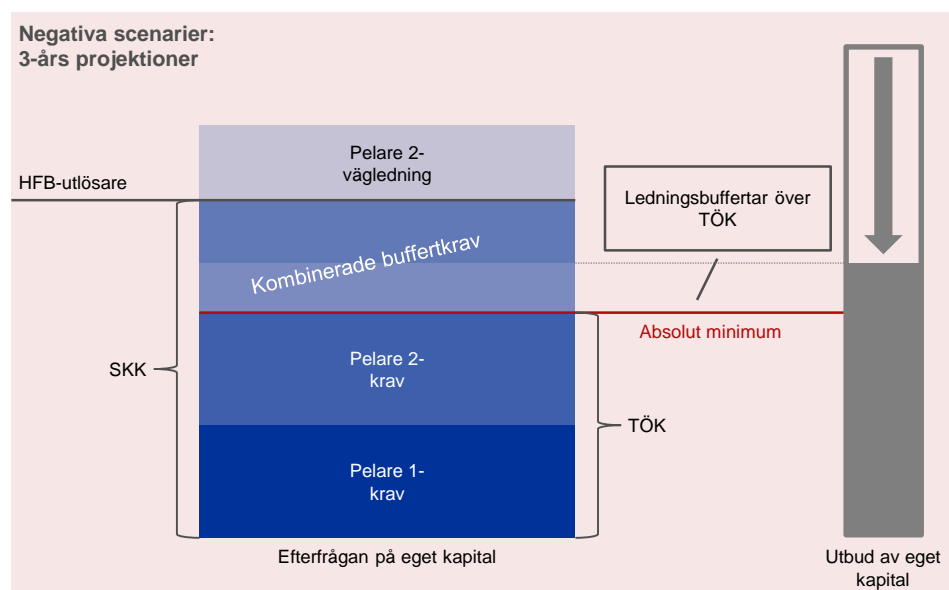 Negativa scenarier:
3-års projektioner
Pelare 2-
vägledning
HFB-utlösare
Ledningsbuffertar över
TÖK
Kombinerade buffertkrav
Absolut minimum
Pelare 2-
krav
SKK
TÖK
Pelare 1-
krav
Efterfrågan på eget kapital
Utbud av eget
kapital